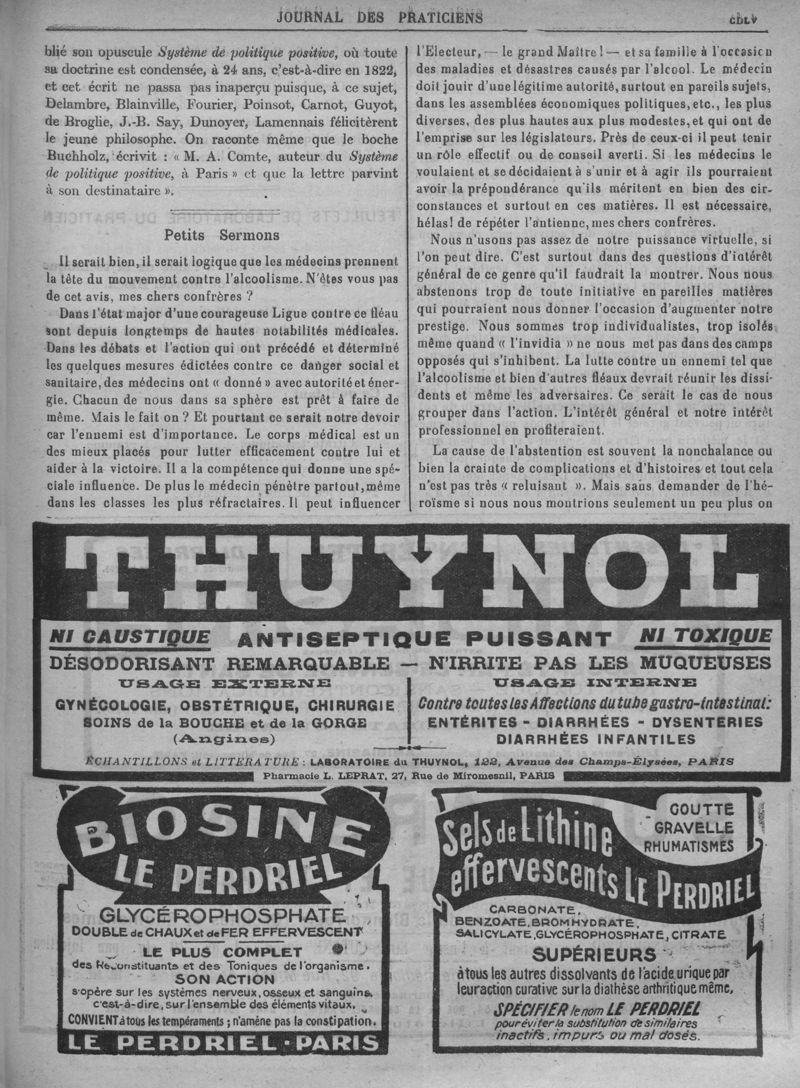 JOURNAL DES PRATICIENS
CDLV
blié son opuscule Système de politique positive, où toute
sa doctrine est condensée, à 24 ans, c'est-à-dire en 1822,
et cet écrit ne passa pas inaperçu puisque, à ce sujet,
Delambre, Blainville, Fourier, Poinsot, Carnot, Guyot,
de Broglie, J.-B. Say, Dunoyer, Lamennais félicitèrent
le jeune philosophe. On raconte même que le boche
Buchholz, écrivit : « M. A. Comte, auteur du Système
de politique positive, à Paris » et que la lettre parvint
à son destinataire ».
Petits Sermons
Il serait bien, il serait logique que les médecins prennent
la tête du mouvement contre l'alcoolisme. N'êtes vous pas
de cet avis, mes chers confrères ?
Dans l'état major d'une courageuse Ligue contre ce fléau
sont depuis longtemps de hautes notabilités médicales.
Dans les débats et l'action qui ont précédé et déterminé
les quelques mesures édictées contre ce danger social et
sanitaire, des médecins ont « donné » avec autorité et éner-
gie. Chacun de nous dans sa sphère est prêt à faire de
même. Mais le fait on ? Et pourtant ce serait notre devoir
car l'ennemi est d'importance. Le corps médical est un
des mieux placés pour lutter efficacement contre lui et
aider à la victoire. Il a la compétence qui donne une spé-
ciale influence. De plus le médecin pénètre partout, même
dans les classes les plus réfractaires. Il peut influencer
l'Electeur, — le grand Maître ! — et sa famille à l'occasion
des maladies et désastres causés par l'alcool. Le médecin
doit jouir d'une légitime autorité, surtout en pareils sujets,
dans les assemblées économiques politiques, etc., les plus
diverses, des plus hautes aux plus modestes, et qui ont de
l'emprise sur les législateurs. Près de ceux-ci il peut tenir
un rôle effectif ou de conseil averti. Si les médecins le
voulaient et se décidaient à s'unir et à agir ils pourraient
avoir la prépondérance qu'ils méritent en bien des cir-
constances et surtout en ces matières. Il est nécessaire,
hélas! de répéter l'antienne, mes chers confrères.
Nous n'usons pas assez de notre puissance virtuelle, si
l'on peut dire. C'est surtout dans des questions d'intérêt
général de ce genre qu'il faudrait la montrer. Nous nous
abstenons trop de toute initiative en pareilles matières
qui pourraient nous donner l'occasion d'augmenter notre
prestige. Nous sommes trop individualistes, trop isolés
même quand « l'invidia » ne nous met pas dans des camps
opposés qui s'inhibent. La lutte contre un ennemi tel que
l'alcoolisme et bien d'autres fléaux devrait réunir les dissi-
dents et même les adversaires. Ce serait le cas de nous
grouper dans l'action. L'intérêt général et notre intérêt
professionnel en profiteraient.
La cause de l'abstention est souvent la nonchalance ou
bien la crainte de complications et d'histoires et tout cela
n'est pas très « reluisant ». Mais sans demander de l'hé-
roïsme si nous nous montrions seulement un peu plus on
THUYNOL
NI CAUSTIQUE ANTISEPTIQUE PUISSANT NI TOXIQUE
DÉSODORISANT REMARQUABLE — N'IRRITE PAS LES MUQUEUSES
USAGE EXTERNE
GYNÉCOLOGIE, OBSTÉTRIQUE, CHIRURGIE
SOINS de la BOUCHE et de la GORGE
(Angines)
USAGE INTERNE
Contre toutes les Affections du tube gastro-intestinal:
ENTÉRITES - DIARRHÉES - DYSENTERIES
DIARRHÉES INFANTILES
ÉCHANTILLONS et LITTÉRATURE : LABORATOIRE du THUYNOL, 122, Avenue des Champs-Élysées, PARIS
Pharmacie L. LEPRAT, 27, Rue de Miromesnil, PARIS
BIOSINE
LE PERDRIEL
GLYCÉROPHOSPHATE
DOUBLE de CHAUX et de FER EFFERVESCENT
LE PLUS COMPLET
des Reconstituants et des Toniques de l'organisme.
SON ACTION
s'opère sur les systèmes nerveux, osseux et sanguins,
c'est-à-dire, sur l'ensemble des éléments vitaux.
CONVIENT à tous les tempéraments ; n'amène pas la constipation.
LE PERDRIEL - PARIS
Sels de Lithine
effervescents LE PERDRIEL
GOUTTE
GRAVELLE
RHUMATISMES
CARBONATE,
BENZOATE, BROMHYDRATE,
SALICYLATE, GLYCÉROPHOSPHATE, CITRATE
SUPÉRIEURS
à tous les autres dissolvants de l'acide urique par
leur action curative sur la diathèse arthritique même,
SPÉCIFIER le nom LE PERDRIEL
pour éviter la substitution de similaires
inactifs, impurs ou mal dosés.